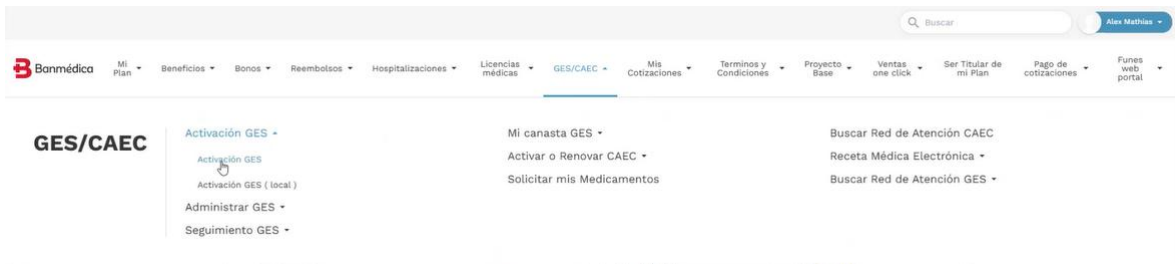 Buscar
Alex Mathias
Banmédica
Mi Plan
Beneficios
Bonos
Reembolsos
Hospitalizaciones
Licencias médicas
GES/CAEC
Mis Cotizaciones
Terminos y Condiciones
Proyecto Base
Ventas one click
Ser Titular de mi Plan
Pago de cotizaciones
Funes web portal
GES/CAEC
Activación GES
Activación GES
Activación GES ( local )
Administrar GES
Seguimiento GES
Mi canasta GES
Activar o Renovar CAEC
Solicitar mis Medicamentos
Buscar Red de Atención CAEC
Receta Médica Electrónica
Buscar Red de Atención GES